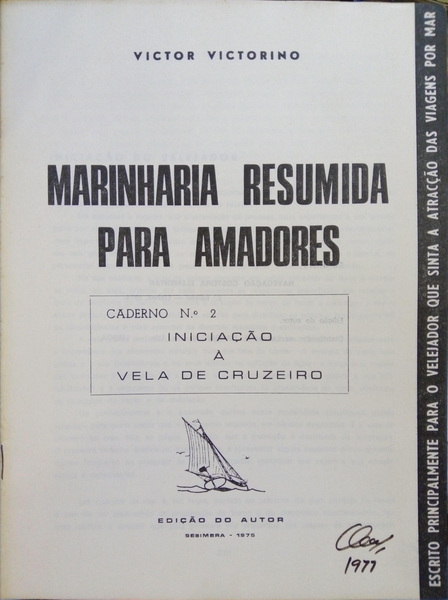 VICTOR VICTORINO
MARINHARIA RESUMIDA
PARA AMADORES
CADERNO N.º 2
INICIAÇÃO
A
VELA DE CRUZEIRO
EDIÇÃO DO AUTOR
SESIMBRA - 1975
1977
ESCRITO PRINCIPALMENTE PARA O VELEJADOR QUE SINTA A ATRACÇÃO DAS VIAGENS POR MAR